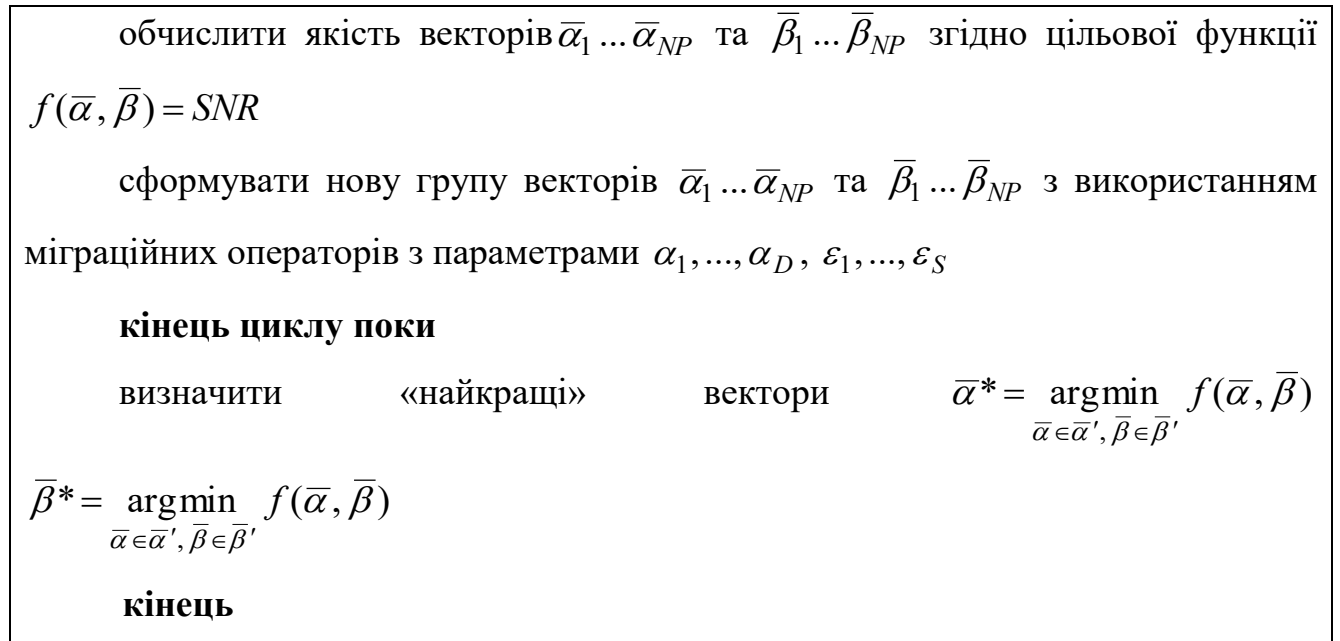 обчислити якість векторів ᾱ₁ ... ᾱ_NP та β̄₁ ... β̄_NP згідно цільової функції
f(ᾱ, β̄) = SNR
сформувати нову групу векторів ᾱ₁ ... ᾱ_NP та β̄₁ ... β̄_NP з використанням
міграційних операторів з параметрами α₁,...,α_D, ε₁,...,ε_S
кінець циклу поки
визначити «найкращі» вектори ᾱ* = argmin f(ᾱ, β̄)
ᾱ∈ᾱ′, β̄∈β̄′
β̄* = argmin f(ᾱ, β̄)
ᾱ∈ᾱ′, β̄∈β̄′
кінець